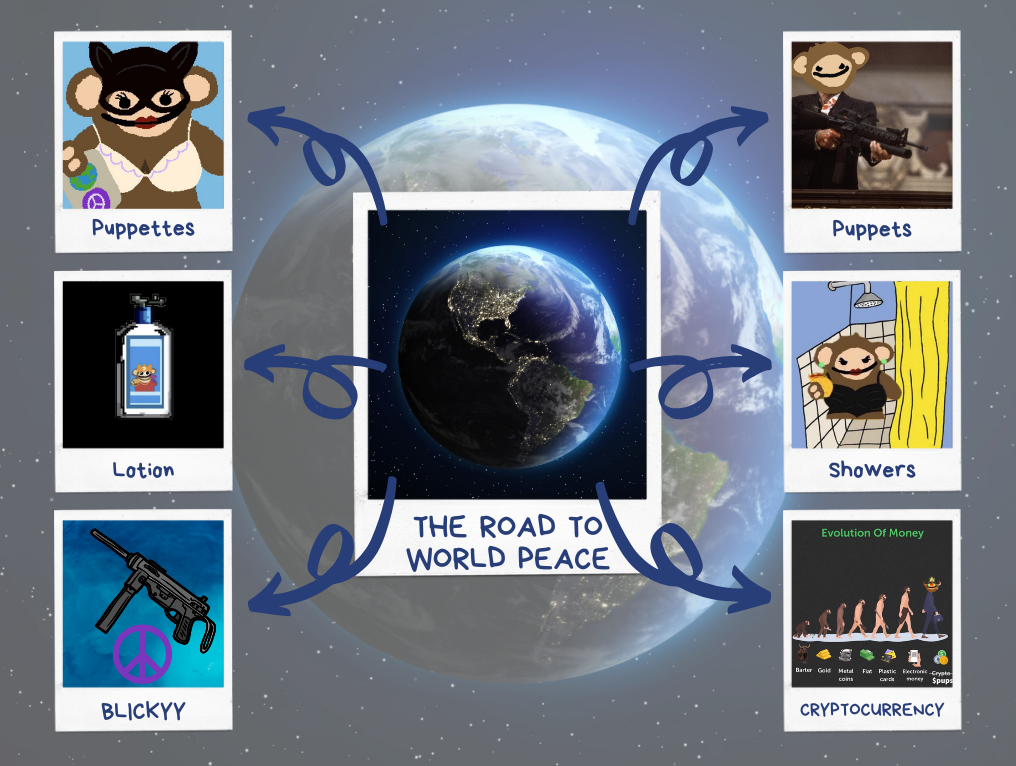 Puppettes
Puppets
THE ROAD TO
WORLD PEACE
Lotion
Showers
BLICKYY
Evolution Of Money
Barter
Gold
Metal
coins
Fiat
Plastic
cards
Electronic
money
Crypto
$pups
CRYPTOCURRENCY